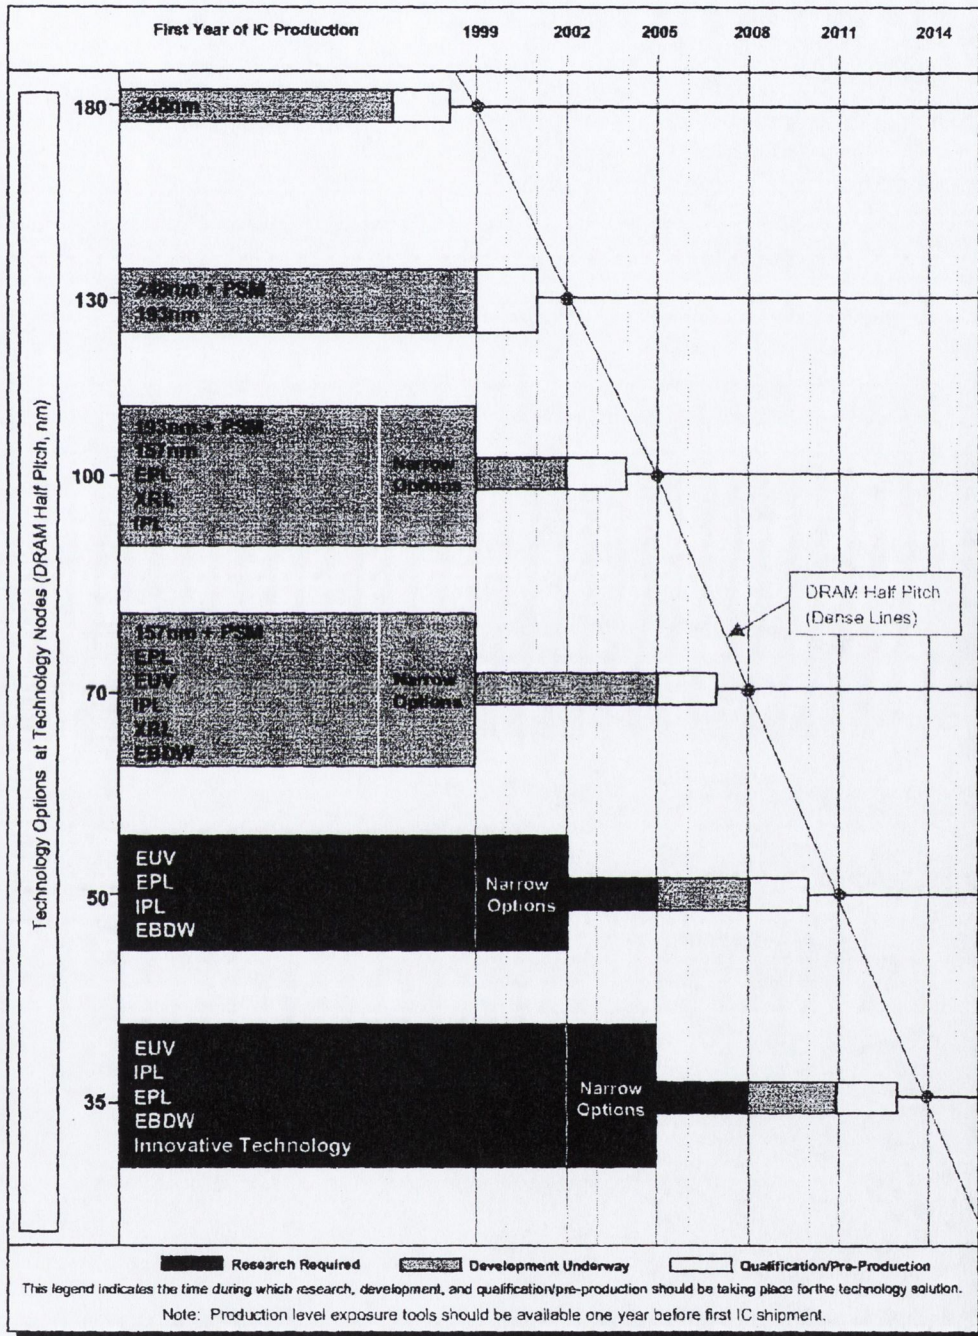 First Year of IC Production 1999 2002 2005 2008 2011 2014
Technology Options at Technology Nodes (DRAM Half Pitch, nm)
180
248nm
130
248nm + PSM
193nm
100
193nm + PSM
157nm
EPL
XRL
IPL
Narrow
Options
DRAM Half Pitch
(Dense Lines)
70
157nm + PSM
EPL
EUV
IPL
XRL
EBDW
Narrow
Options
50
EUV
EPL
IPL
EBDW
Narrow
Options
35
EUV
IPL
EPL
EBDW
Innovative Technology
Narrow
Options
Research Required Development Underway Qualification/Pre-Production
This legend indicates the time during which research, development, and qualification/pre-production should be taking place for the technology solution.
Note: Production level exposure tools should be available one year before first IC shipment.